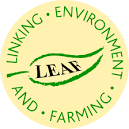 LINKING · ENVIRONMENT
AND · FARMING ·
LEAF